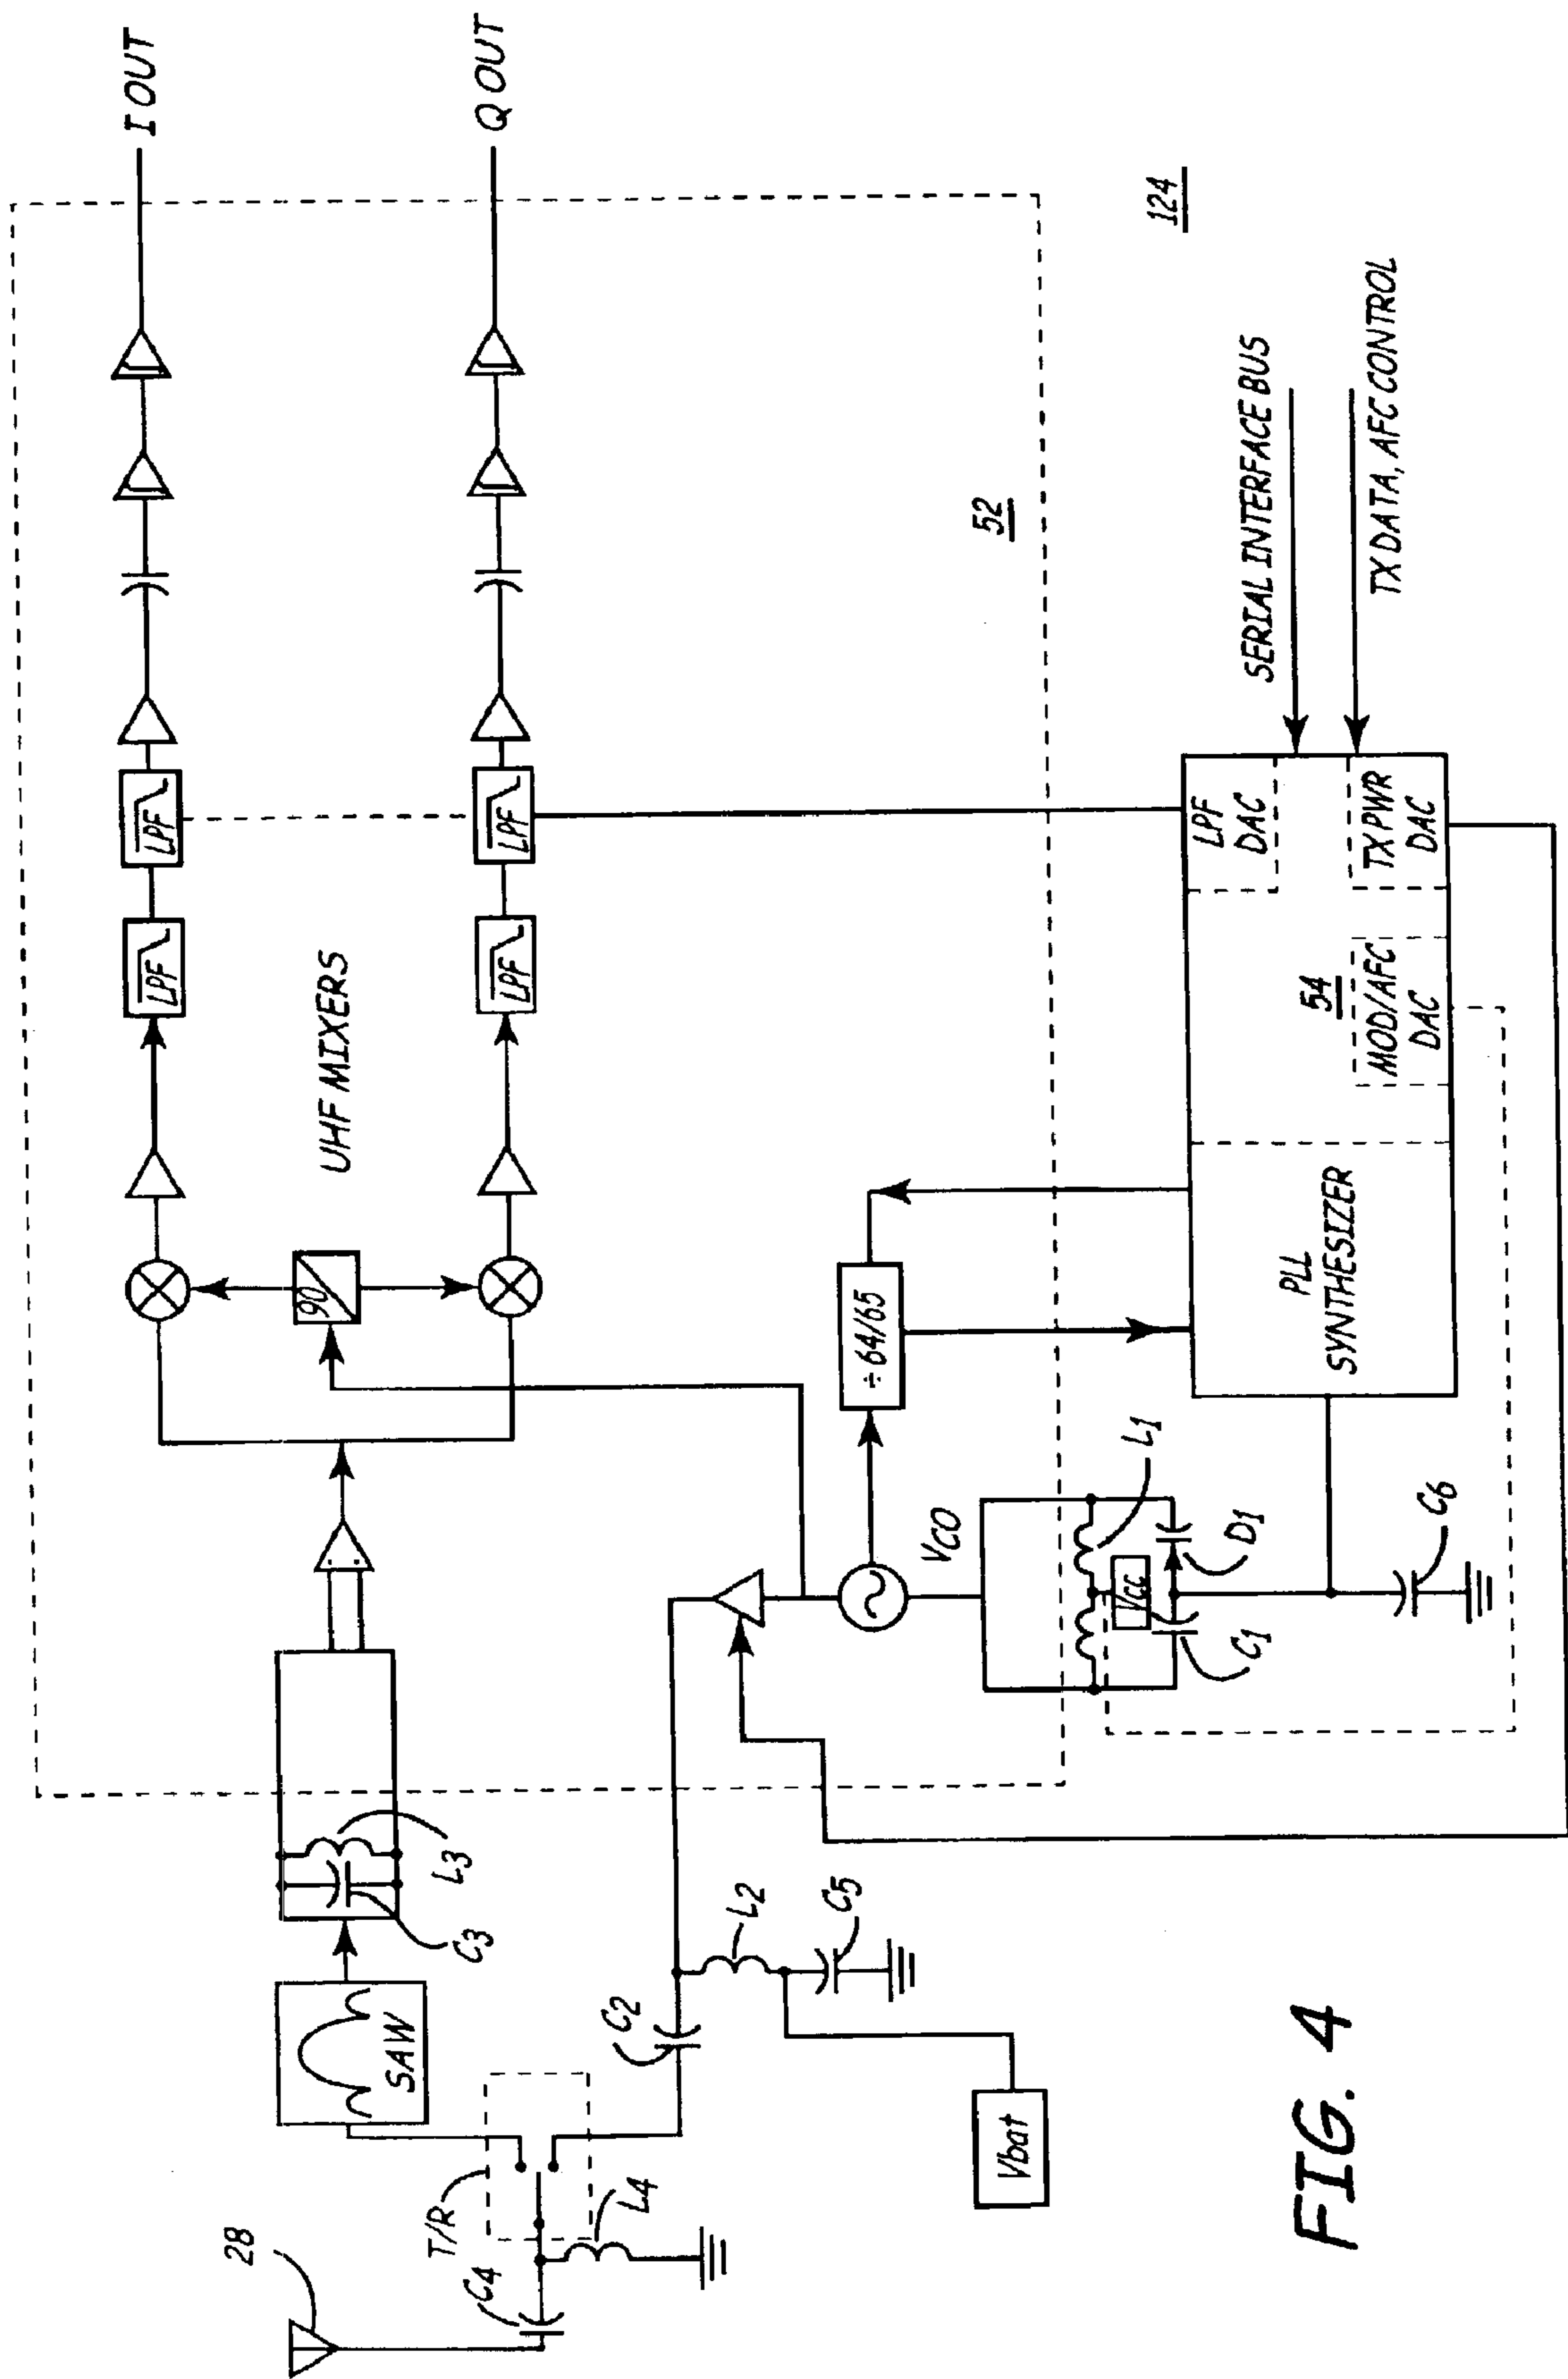 I OUT
Q OUT
LPF
LPF
LPF
LPF
UHF MIXERS
90
52
124
SAW
C3
L3
28
T/R
C4
L4
C2
L2
C5
Vbat
VCO
÷ 64/65
L1
VCC
D1
C1
C6
PLL
SYNTHESIZER
54
MOD/AFC
DAC
LPF
DAC
TX PWR
DAC
SERIAL INTERFACE BUS
TX DATA, AFC CONTROL
FIG. 4